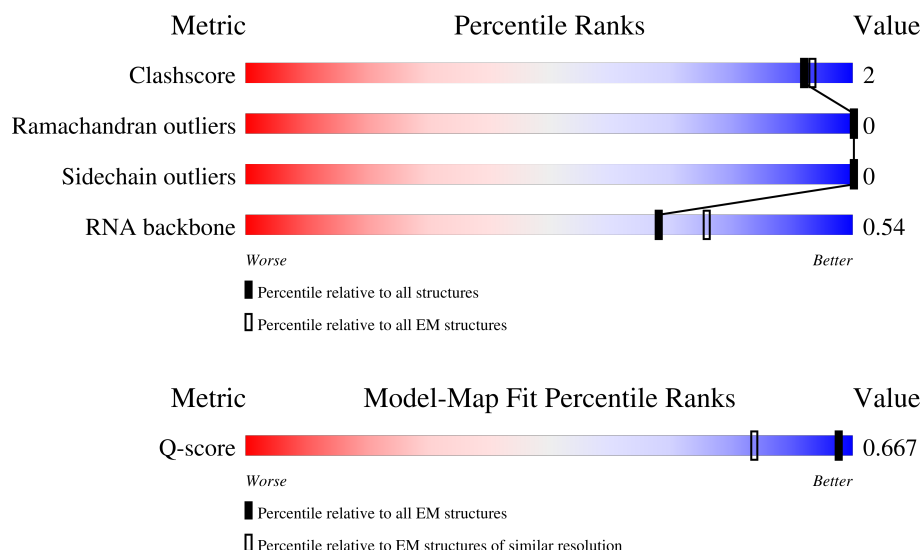 Metric Percentile Ranks Value
Clashscore 2
Ramachandran outliers 0
Sidechain outliers 0
RNA backbone 0.54
Worse Better
Percentile relative to all structures
Percentile relative to all EM structures
Metric Model-Map Fit Percentile Ranks Value
Q-score 0.667
Worse Better
Percentile relative to all EM structures
Percentile relative to EM structures of similar resolution